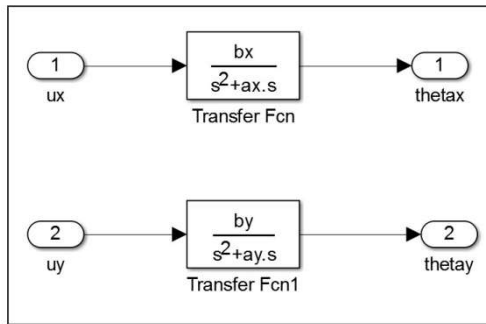 1
ux
bx
s²+ax.s
Transfer Fcn
1
thetax
2
uy
by
s²+ay.s
Transfer Fcn1
2
thetay